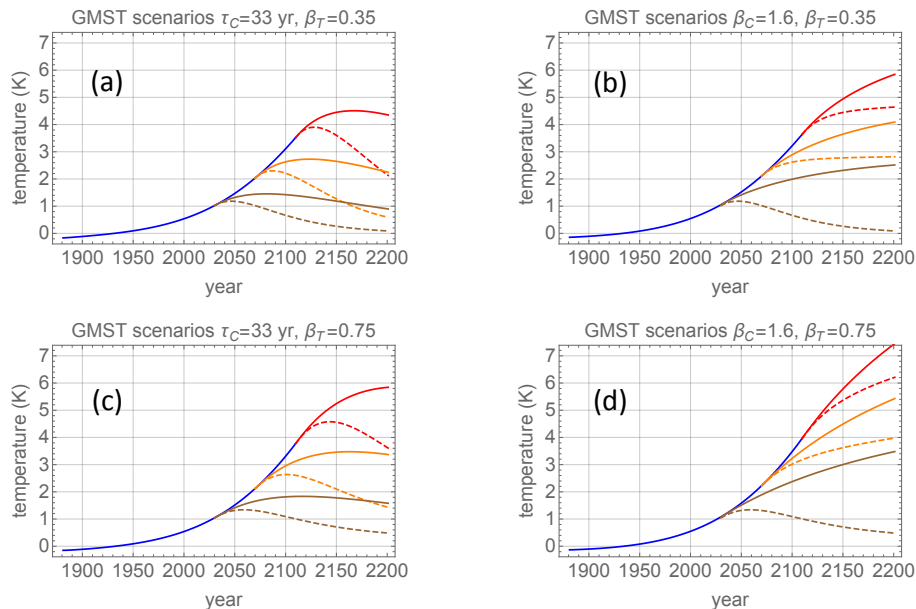 GMST scenarios τC=33 yr, βT=0.35
(a)
temperature (K)
7
6
5
4
3
2
1
0
1900 1950 2000 2050 2100 2150 2200
year
GMST scenarios βC=1.6, βT=0.35
(b)
temperature (K)
7
6
5
4
3
2
1
0
1900 1950 2000 2050 2100 2150 2200
year
GMST scenarios τC=33 yr, βT=0.75
(c)
temperature (K)
7
6
5
4
3
2
1
0
1900 1950 2000 2050 2100 2150 2200
year
GMST scenarios βC=1.6, βT=0.75
(d)
temperature (K)
7
6
5
4
3
2
1
0
1900 1950 2000 2050 2100 2150 2200
year